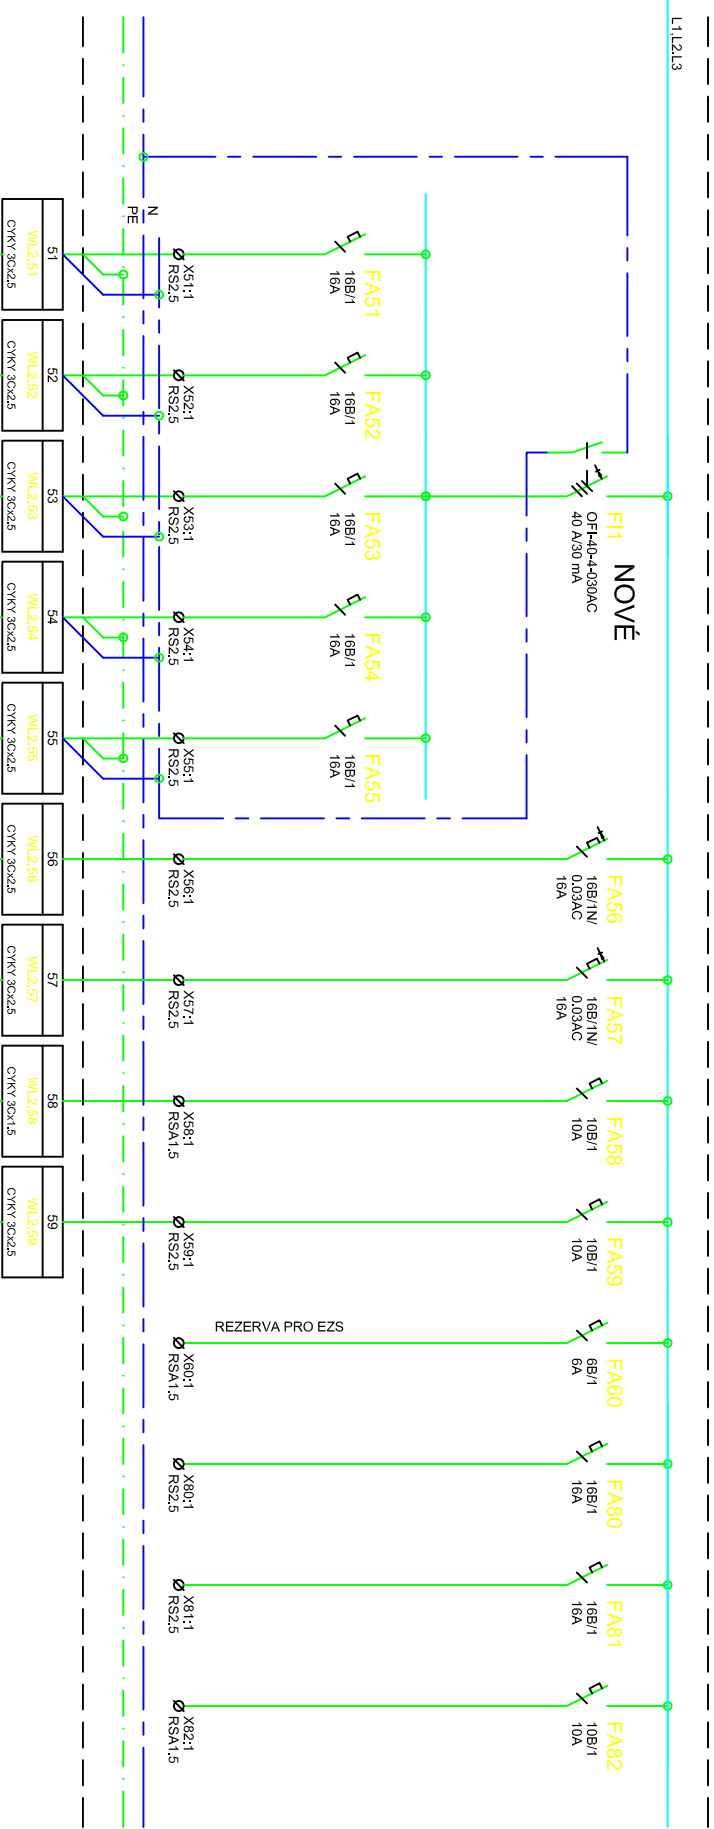 L1,L2,L3
NOVÉ
FI1
OFI-40-4-030AC
40 A/30 mA
N
PE
FA51
16B/1
16A
FA52
16B/1
16A
FA53
16B/1
16A
FA54
16B/1
16A
FA55
16B/1
16A
FA56
16B/1N/
0.03AC
16A
FA57
16B/1N/
0.03AC
16A
FA58
10B/1
10A
FA59
10B/1
10A
FA60
6B/1
6A
FA80
16B/1
16A
FA81
16B/1
16A
FA82
10B/1
10A
REZERVA PRO EZS
X51:1
RS2.5
X52:1
RS2.5
X53:1
RS2.5
X54:1
RS2.5
X55:1
RS2.5
X56:1
RS2.5
X57:1
RS2.5
X58:1
RSA1.5
X59:1
RS2.5
X60:1
RSA1.5
X80:1
RS2.5
X81:1
RS2.5
X82:1
RSA1.5
51
WL2.51
CYKY 3Cx2.5
52
WL2.52
CYKY 3Cx2.5
53
WL2.53
CYKY 3Cx2.5
54
WL2.54
CYKY 3Cx2.5
55
WL2.55
CYKY 3Cx2.5
56
WL2.56
CYKY 3Cx2.5
57
WL2.57
CYKY 3Cx2.5
58
WL2.58
CYKY 3Cx1.5
59
WL2.59
CYKY 3Cx2.5